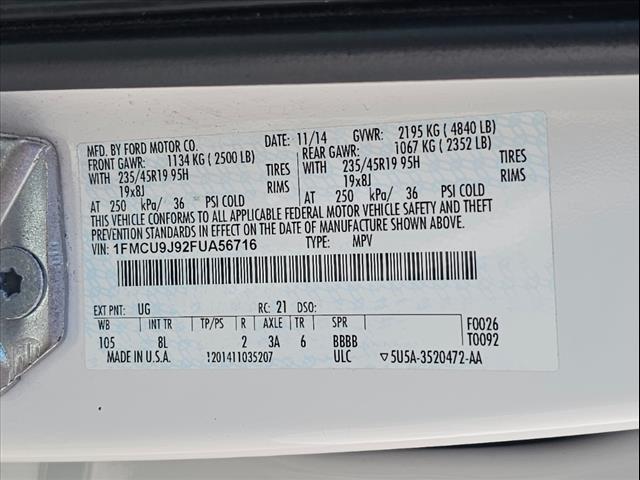 MFD. BY FORD MOTOR CO. DATE: 11/14 GVWR: 2195 KG ( 4840 LB)
FRONT GAWR: 1134 KG ( 2500 LB) REAR GAWR: 1067 KG ( 2352 LB)
WITH 235/45R19 95H TIRES WITH 235/45R19 95H TIRES
19x8J RIMS 19x8J RIMS
AT 250 kPa/ 36 PSI COLD AT 250 kPa/ 36 PSI COLD
THIS VEHICLE CONFORMS TO ALL APPLICABLE FEDERAL MOTOR VEHICLE SAFETY AND THEFT
PREVENTION STANDARDS IN EFFECT ON THE DATE OF MANUFACTURE SHOWN ABOVE.
VIN: 1FMCU9J92FUA56716 TYPE: MPV
EXT PNT: UG RC: 21 DSO:
WB INT TR TP/PS R AXLE TR SPR F0026
105 8L 2 3A 6 BBBB T0092
MADE IN U.S.A. !201411035207 ULC ▽5U5A-3520472-AA